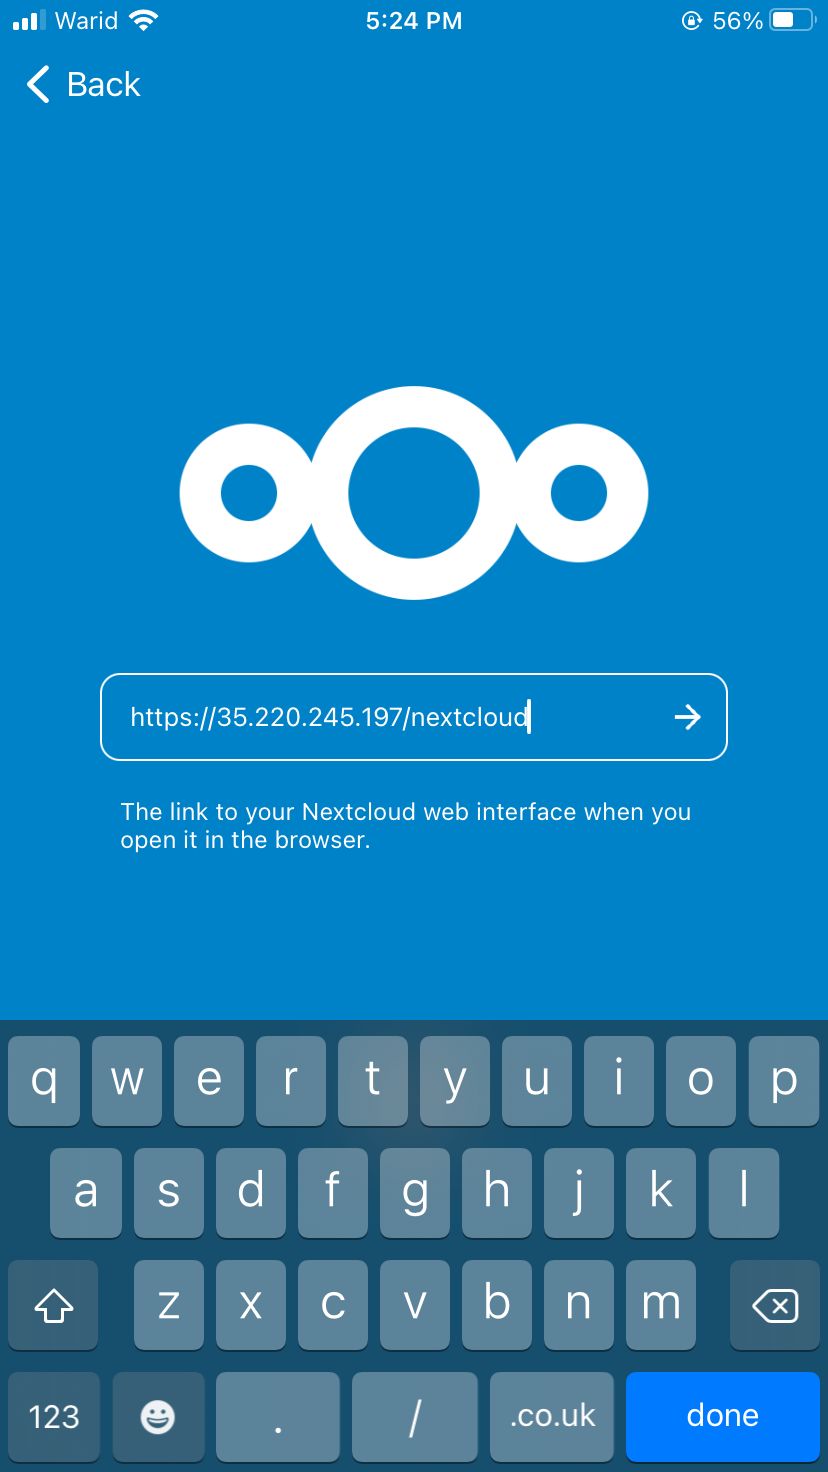 Warid 5:24 PM 56%
Back
https://35.220.245.197/nextcloud
The link to your Nextcloud web interface when you
open it in the browser.
q w e r t y u i o p
a s d f g h j k l
z x c v b n m
123 . / .co.uk done